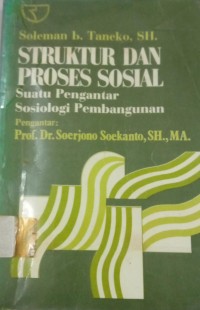 Soleman b. Taneko, SH.
STRUKTUR DAN
PROSES SOSIAL
Suatu Pengantar
Sosiologi Pembangunan
Pengantar:
Prof. Dr. Soerjono Soekanto, SH., MA.